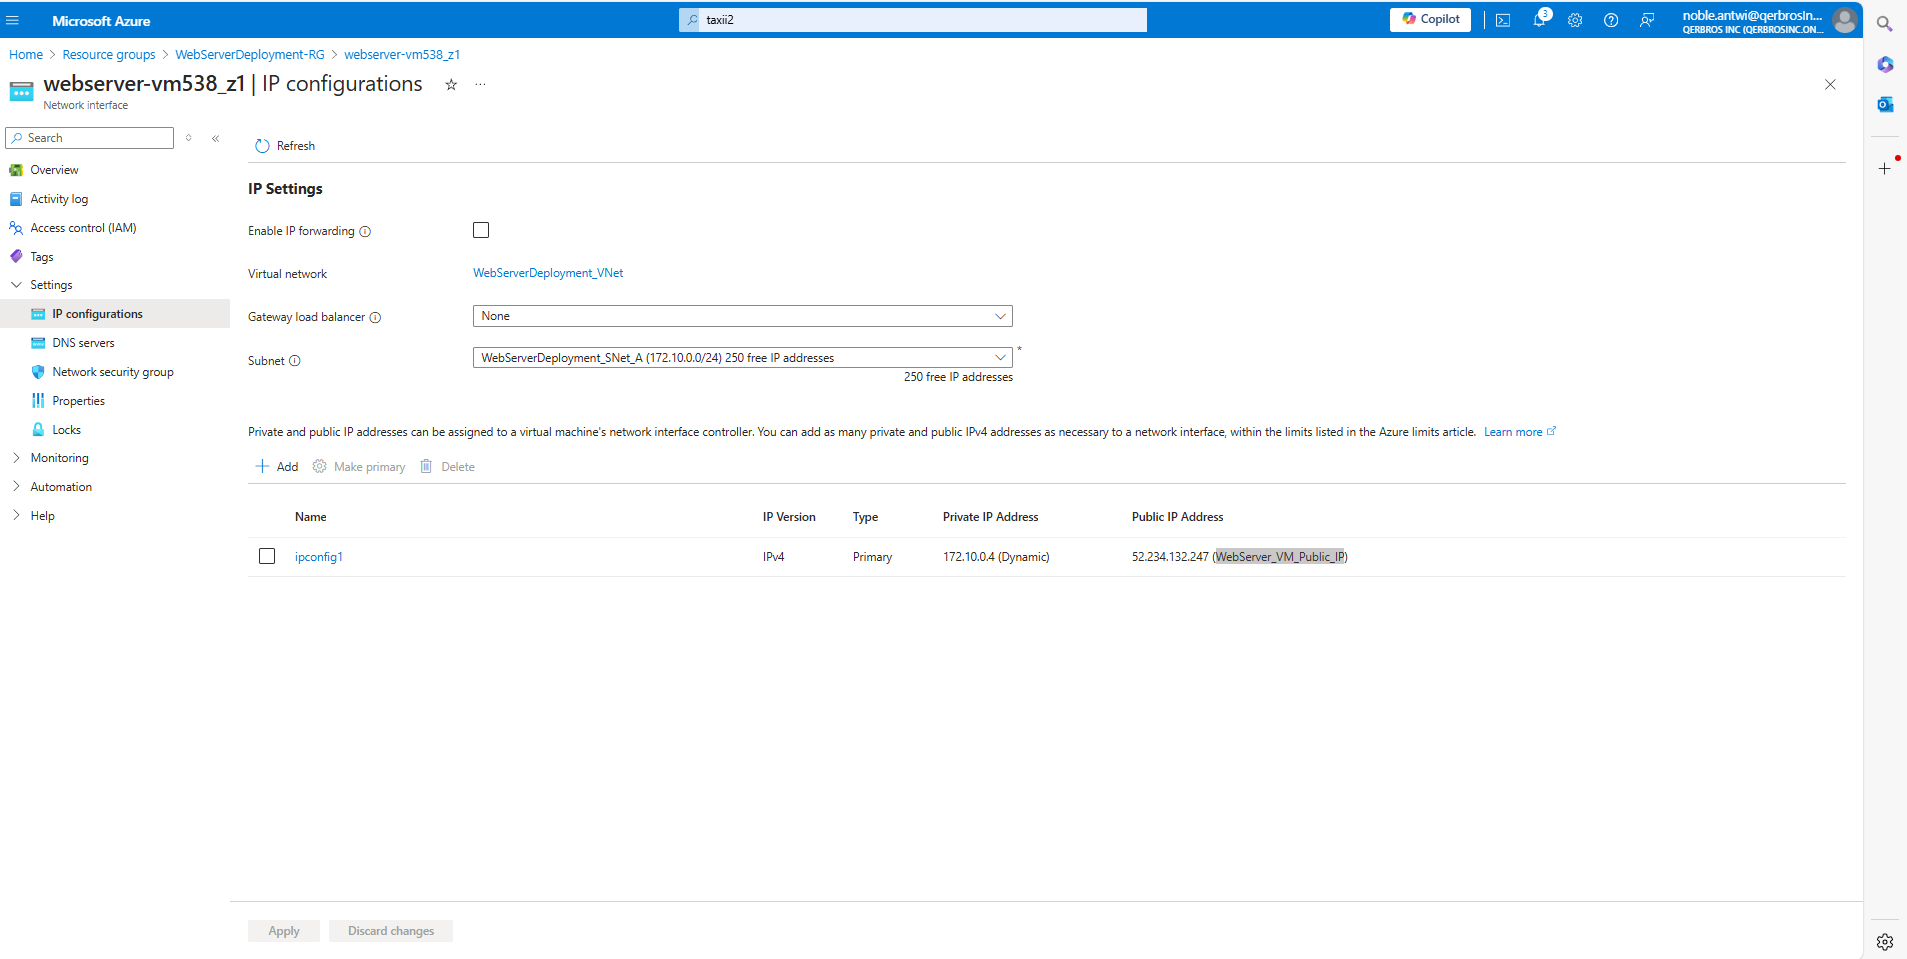 Microsoft Azure
taxii2
Copilot
3
noble.antwi@qerbrosIn...
QERBROS INC (QERBROSINC.ON...
Home > Resource groups > WebServerDeployment-RG > webserver-vm538_z1
webserver-vm538_z1 | IP configurations
Network interface
Search
Overview
Activity log
Access control (IAM)
Tags
Settings
IP configurations
DNS servers
Network security group
Properties
Locks
Monitoring
Automation
Help
Refresh
IP Settings
Enable IP forwarding
Virtual network
WebServerDeployment_VNet
Gateway load balancer
None
Subnet
WebServerDeployment_SNet_A (172.10.0.0/24) 250 free IP addresses
*
250 free IP addresses
Private and public IP addresses can be assigned to a virtual machine's network interface controller. You can add as many private and public IPv4 addresses as necessary to a network interface, within the limits listed in the Azure limits article. Learn more
Add Make primary Delete
Name IP Version Type Private IP Address Public IP Address
ipconfig1 IPv4 Primary 172.10.0.4 (Dynamic) 52.234.132.247 (WebServer_VM_Public_IP)
Apply Discard changes